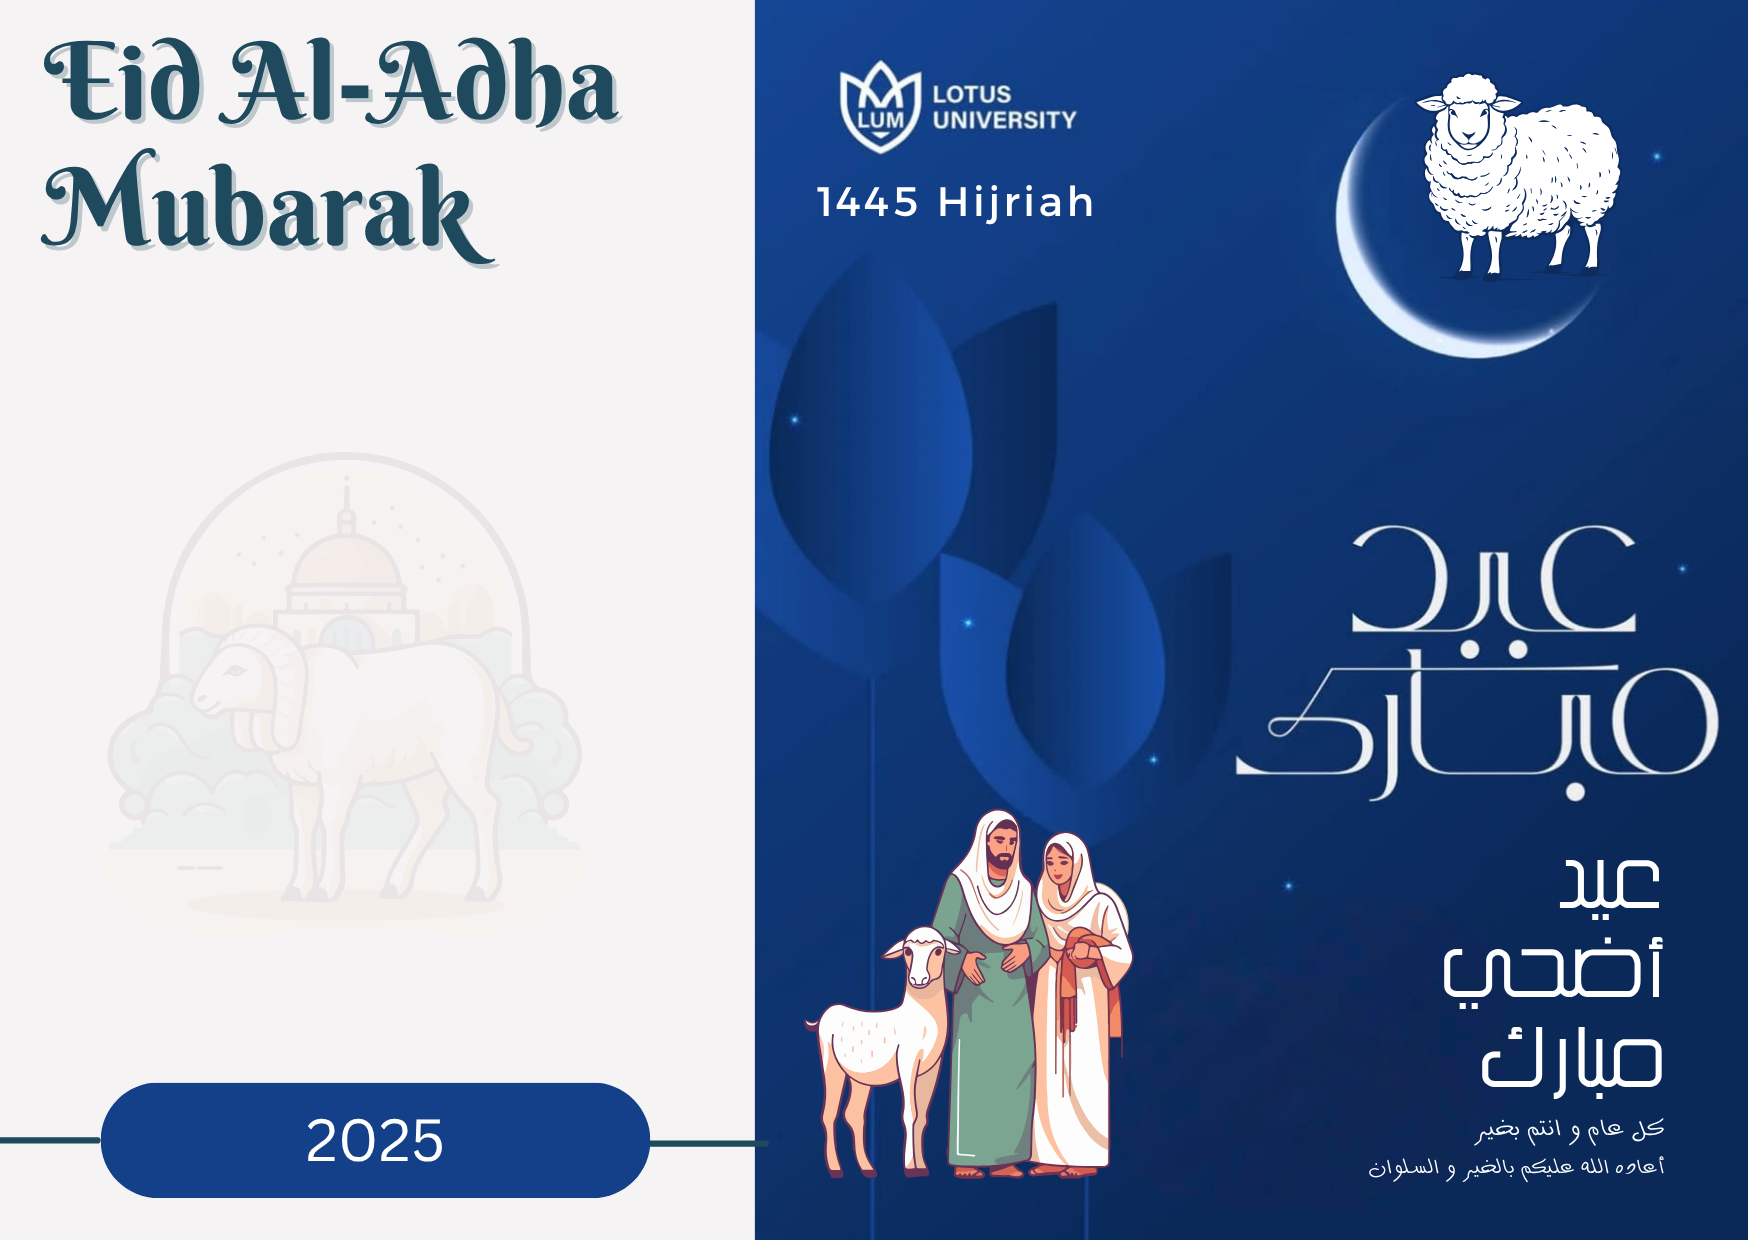 Eid Al-Adha
Mubarak
2025
LUM
LOTUS
UNIVERSITY
1445 Hijriah
عيد
مبارك
عيد
أضحي
مبارك
كل عام و انتم بخير
أعاده الله عليكم بالخير و السلوان